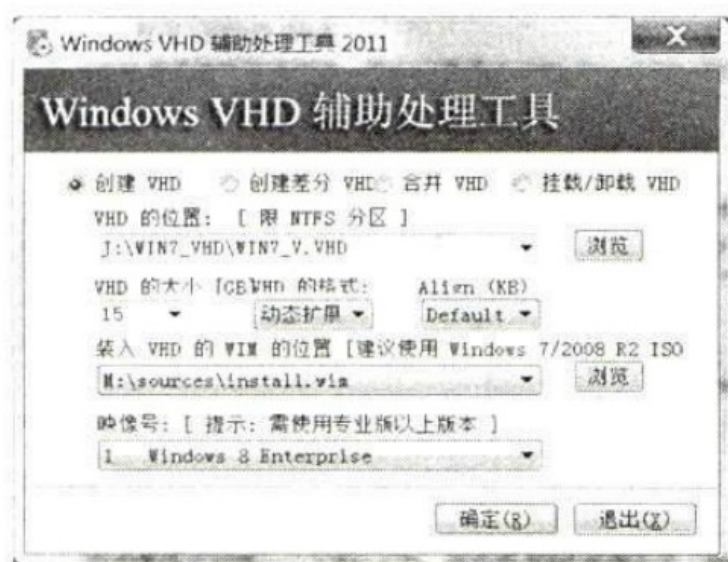 Windows VHD 辅助处理工具 2011
Windows VHD 辅助处理工具
创建 VHD 创建差分 VHD 合并 VHD 挂载/卸载 VHD
VHD 的位置: [ 限 NTFS 分区 ]
J:\WIN7_VHD\WIN7_V.VHD 浏览
VHD 的大小 [GB]VHD 的格式: Align (KB)
15 动态扩展 Default
装入 VHD 的 WIM 的位置 [建议使用 Windows 7/2008 R2 ISO
M:\sources\install.wim 浏览
映像号: [ 提示: 需使用专业版以上版本 ]
1 Windows 8 Enterprise
确定(R) 退出(X)